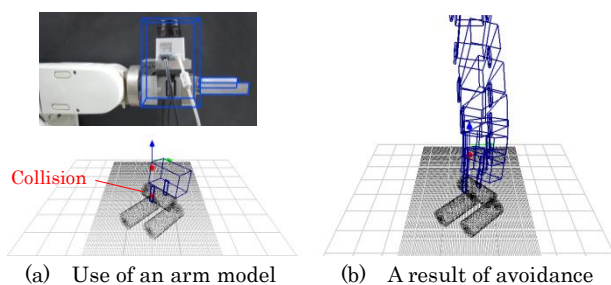 Collision
(a) Use of an arm model
(b) A result of avoidance